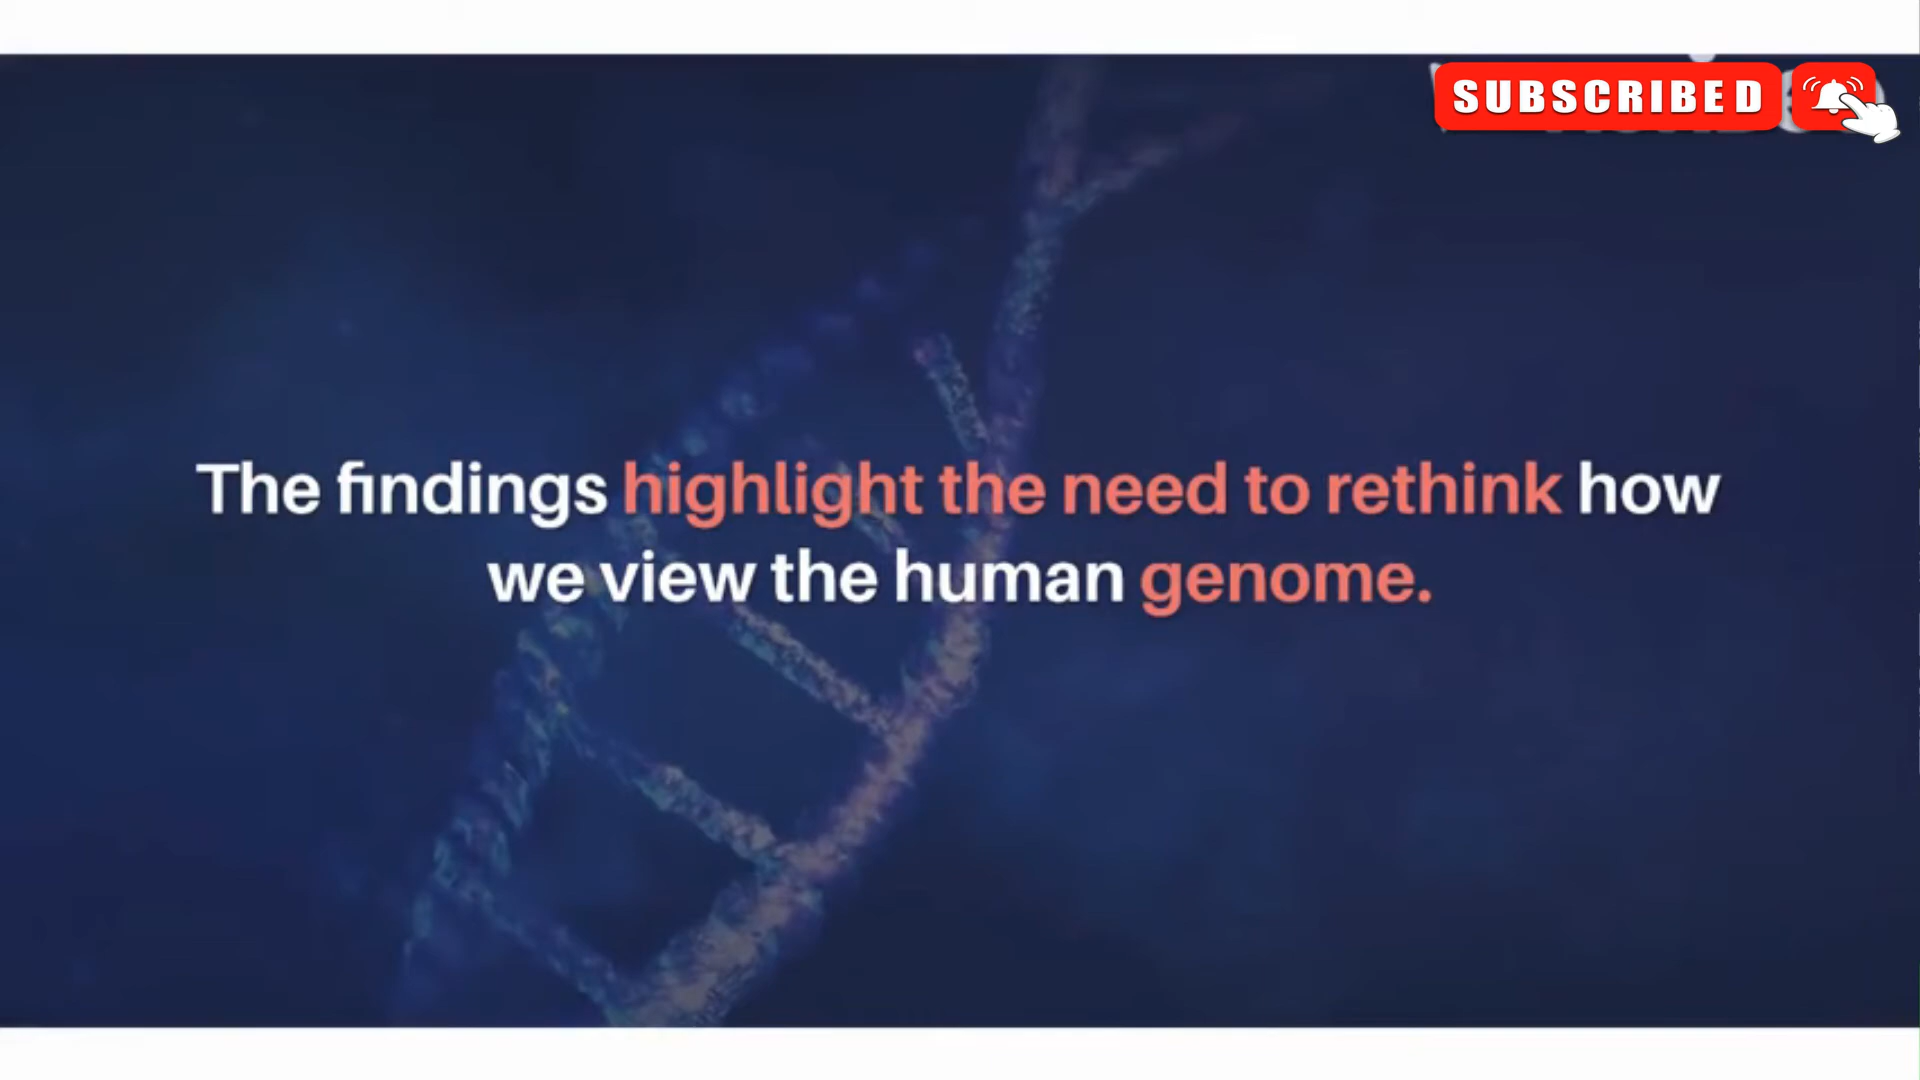 SUBSCRIBED
The findings highlight the need to rethink how
we view the human genome.